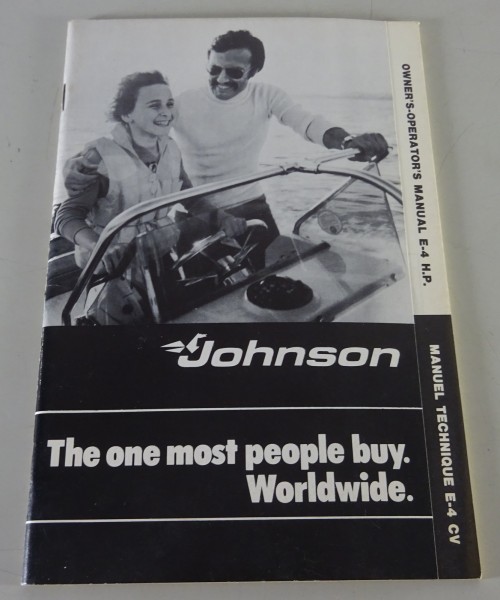 OWNER'S-OPERATOR'S MANUAL E-4 H.P.
MANUEL TECHNIQUE E-4 CV
Johnson
The one most people buy.
Worldwide.